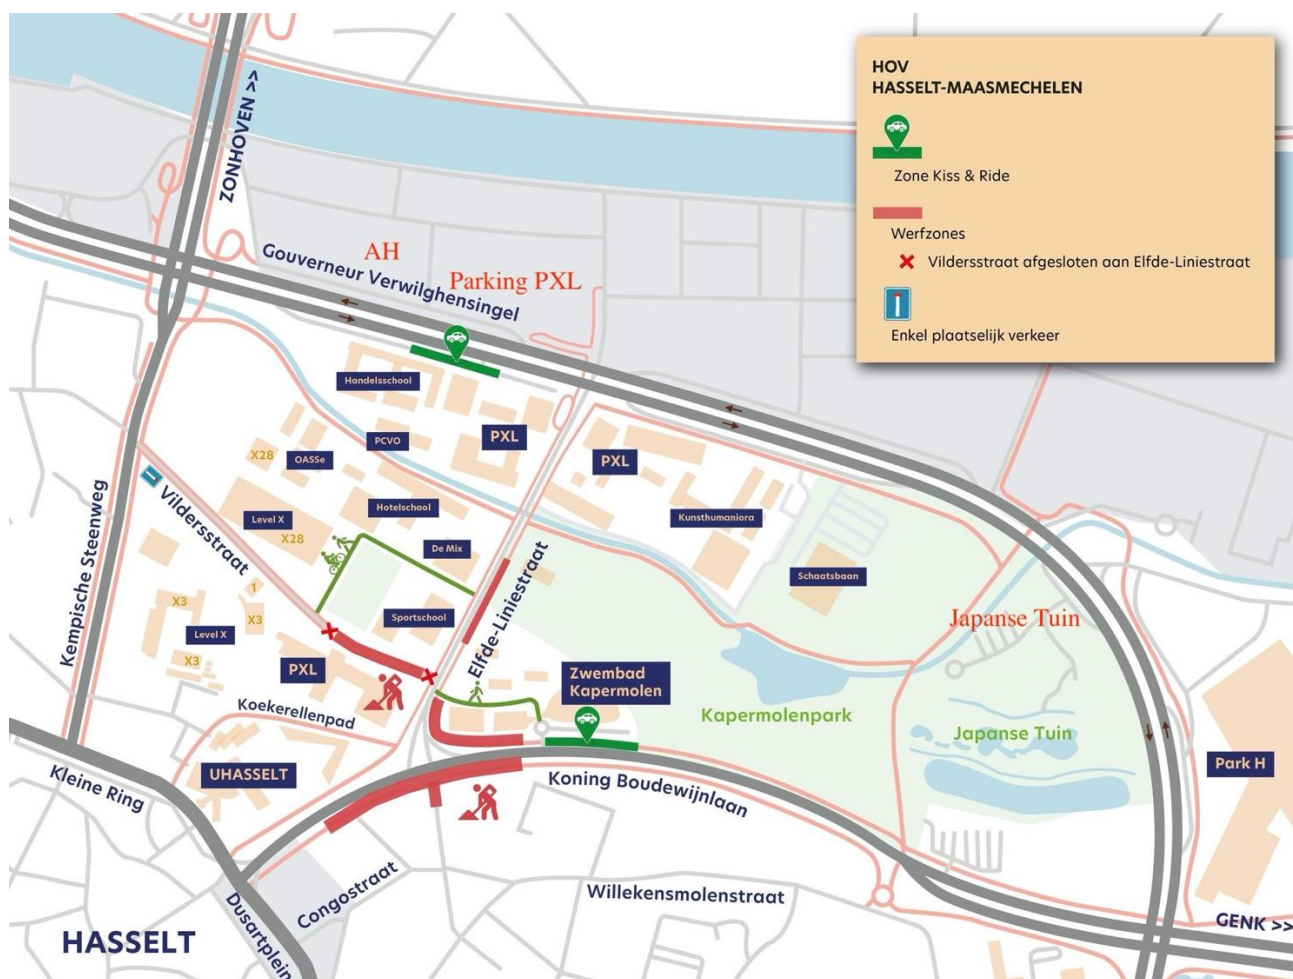 HOV
HASSELT-MAASMECHELEN
Zone Kiss & Ride
Werfzones
Vildersstraat afgesloten aan Elfde-Liniestraat
Enkel plaatselijk verkeer
ZONHOVEN >>
AH
Gouverneur Verwilghensingel
Parking PXL
Handelsschool
PCVO
PXL
X28
OASSe
PXL
Kunsthumaniora
Vildersstraat
Level X
X28
Hotelschool
De Mix
Schaatsbaan
Kempische Steenweg
1
X3
X3
Level X
X3
Sportschool
Elfde-Liniestraat
Japanse Tuin
PXL
Zwembad
Kapermolen
Koekerellenpad
Kapermolenpark
Japanse Tuin
Park H
Kleine Ring
UHASSELT
Koning Boudewijnlaan
Congostraat
Willekensmolenstraat
Dusartplein
GENK >>
HASSELT